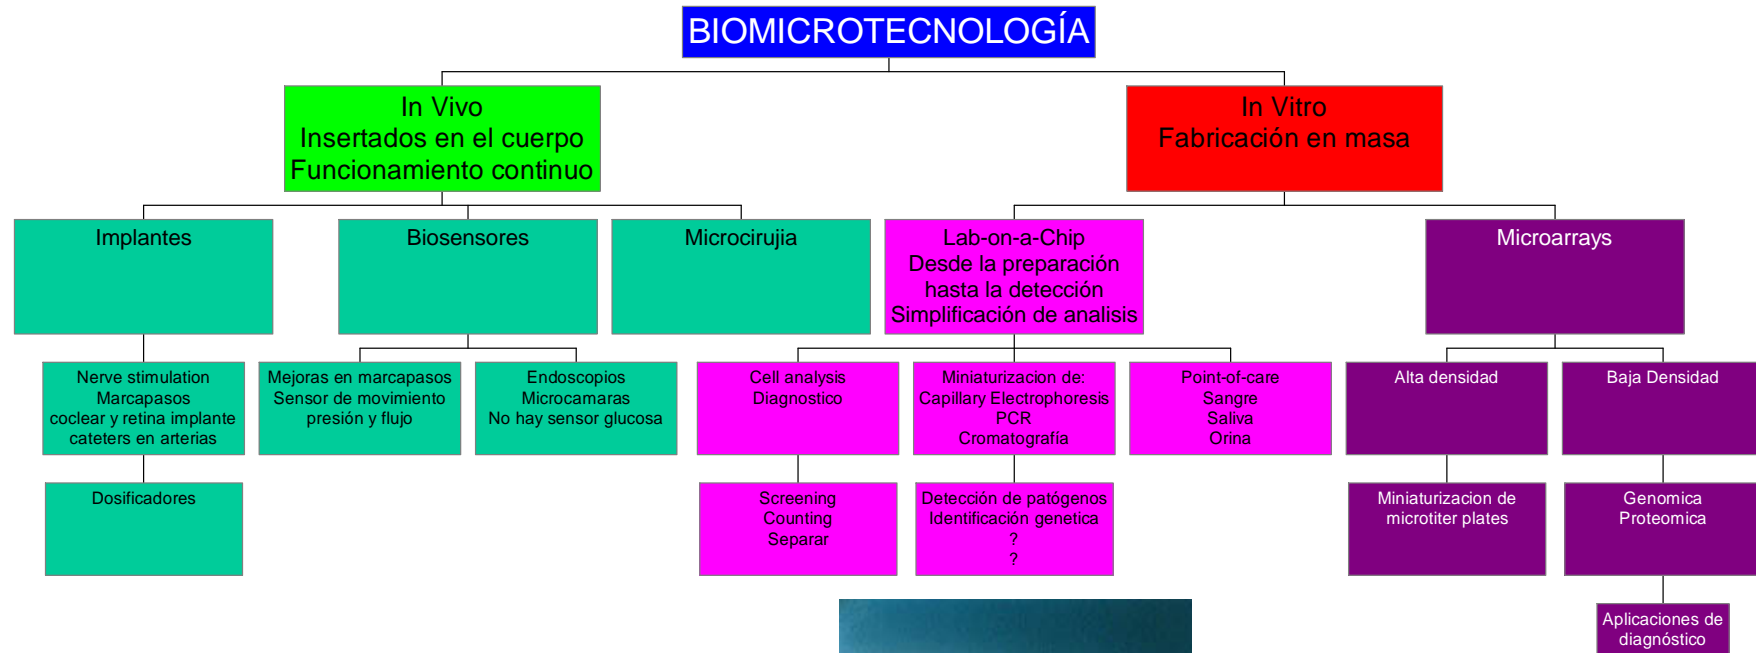 BIOMICROTECNOLOGÍA
In Vivo
Insertados en el cuerpo
Funcionamiento continuo
In Vitro
Fabricación en masa
Implantes
Biosensores
Microcirujia
Lab-on-a-Chip
Desde la preparación
hasta la detección
Simplificación de analisis
Microarrays
Nerve stimulation
Marcapasos
coclear y retina implante
cateters en arterias
Mejoras en marcapasos
Sensor de movimiento
presión y flujo
Endoscopios
Microcamaras
No hay sensor glucosa
Cell analysis
Diagnostico
Miniaturizacion de:
Capillary Electrophoresis
PCR
Cromatografía
Point-of-care
Sangre
Saliva
Orina
Alta densidad
Baja Densidad
Dosificadores
Screening
Counting
Separar
Detección de patógenos
Identificación genetica
?
?
Miniaturizacion de
microtiter plates
Genomica
Proteomica
Aplicaciones de
diagnóstico